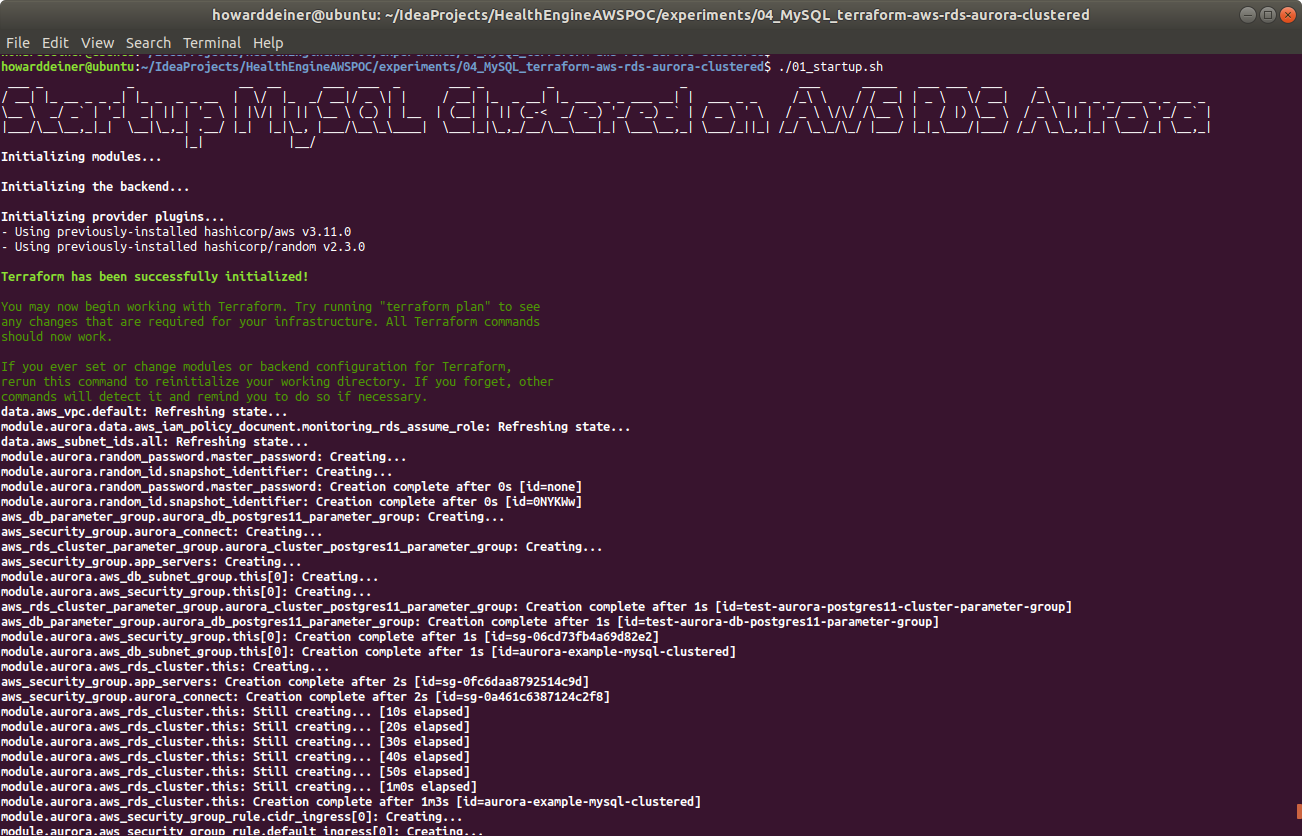 howarddeiner@ubuntu: ~/IdeaProjects/HealthEngineAWSPOC/experiments/04_MySQL_terraform-aws-rds-aurora-clustered
File Edit View Search Terminal Help
howarddeiner@ubuntu:~/IdeaProjects/HealthEngineAWSPOC/experiments/04_MySQL_terraform-aws-rds-aurora-clustered$ ./01_startup.sh
Startup MySQL Clustered on AWS RDS Aurora
Initializing modules...
Initializing the backend...
Initializing provider plugins...
- Using previously-installed hashicorp/aws v3.11.0
- Using previously-installed hashicorp/random v2.3.0
Terraform has been successfully initialized!
You may now begin working with Terraform. Try running "terraform plan" to see
any changes that are required for your infrastructure. All Terraform commands
should now work.
If you ever set or change modules or backend configuration for Terraform,
rerun this command to reinitialize your working directory. If you forget, other
commands will detect it and remind you to do so if necessary.
data.aws_vpc.default: Refreshing state...
module.aurora.data.aws_iam_policy_document.monitoring_rds_assume_role: Refreshing state...
data.aws_subnet_ids.all: Refreshing state...
module.aurora.random_password.master_password: Creating...
module.aurora.random_id.snapshot_identifier: Creating...
module.aurora.random_password.master_password: Creation complete after 0s [id=none]
module.aurora.random_id.snapshot_identifier: Creation complete after 0s [id=0NYKWw]
aws_db_parameter_group.aurora_db_postgres11_parameter_group: Creating...
aws_security_group.aurora_connect: Creating...
aws_rds_cluster_parameter_group.aurora_cluster_postgres11_parameter_group: Creating...
aws_security_group.app_servers: Creating...
module.aurora.aws_db_subnet_group.this[0]: Creating...
module.aurora.aws_security_group.this[0]: Creating...
aws_rds_cluster_parameter_group.aurora_cluster_postgres11_parameter_group: Creation complete after 1s [id=test-aurora-postgres11-cluster-parameter-group]
aws_db_parameter_group.aurora_db_postgres11_parameter_group: Creation complete after 1s [id=test-aurora-db-postgres11-parameter-group]
module.aurora.aws_security_group.this[0]: Creation complete after 1s [id=sg-06cd73fb4a69d82e2]
module.aurora.aws_db_subnet_group.this[0]: Creation complete after 1s [id=aurora-example-mysql-clustered]
module.aurora.aws_rds_cluster.this: Creating...
aws_security_group.app_servers: Creation complete after 2s [id=sg-0fc6daa8792514c9d]
aws_security_group.aurora_connect: Creation complete after 2s [id=sg-0a461c6387124c2f8]
module.aurora.aws_rds_cluster.this: Still creating... [10s elapsed]
module.aurora.aws_rds_cluster.this: Still creating... [20s elapsed]
module.aurora.aws_rds_cluster.this: Still creating... [30s elapsed]
module.aurora.aws_rds_cluster.this: Still creating... [40s elapsed]
module.aurora.aws_rds_cluster.this: Still creating... [50s elapsed]
module.aurora.aws_rds_cluster.this: Still creating... [1m0s elapsed]
module.aurora.aws_rds_cluster.this: Creation complete after 1m3s [id=aurora-example-mysql-clustered]
module.aurora.aws_security_group_rule.cidr_ingress[0]: Creating...
module.aurora.aws_security_group_rule.default_ingress[0]: Creating...